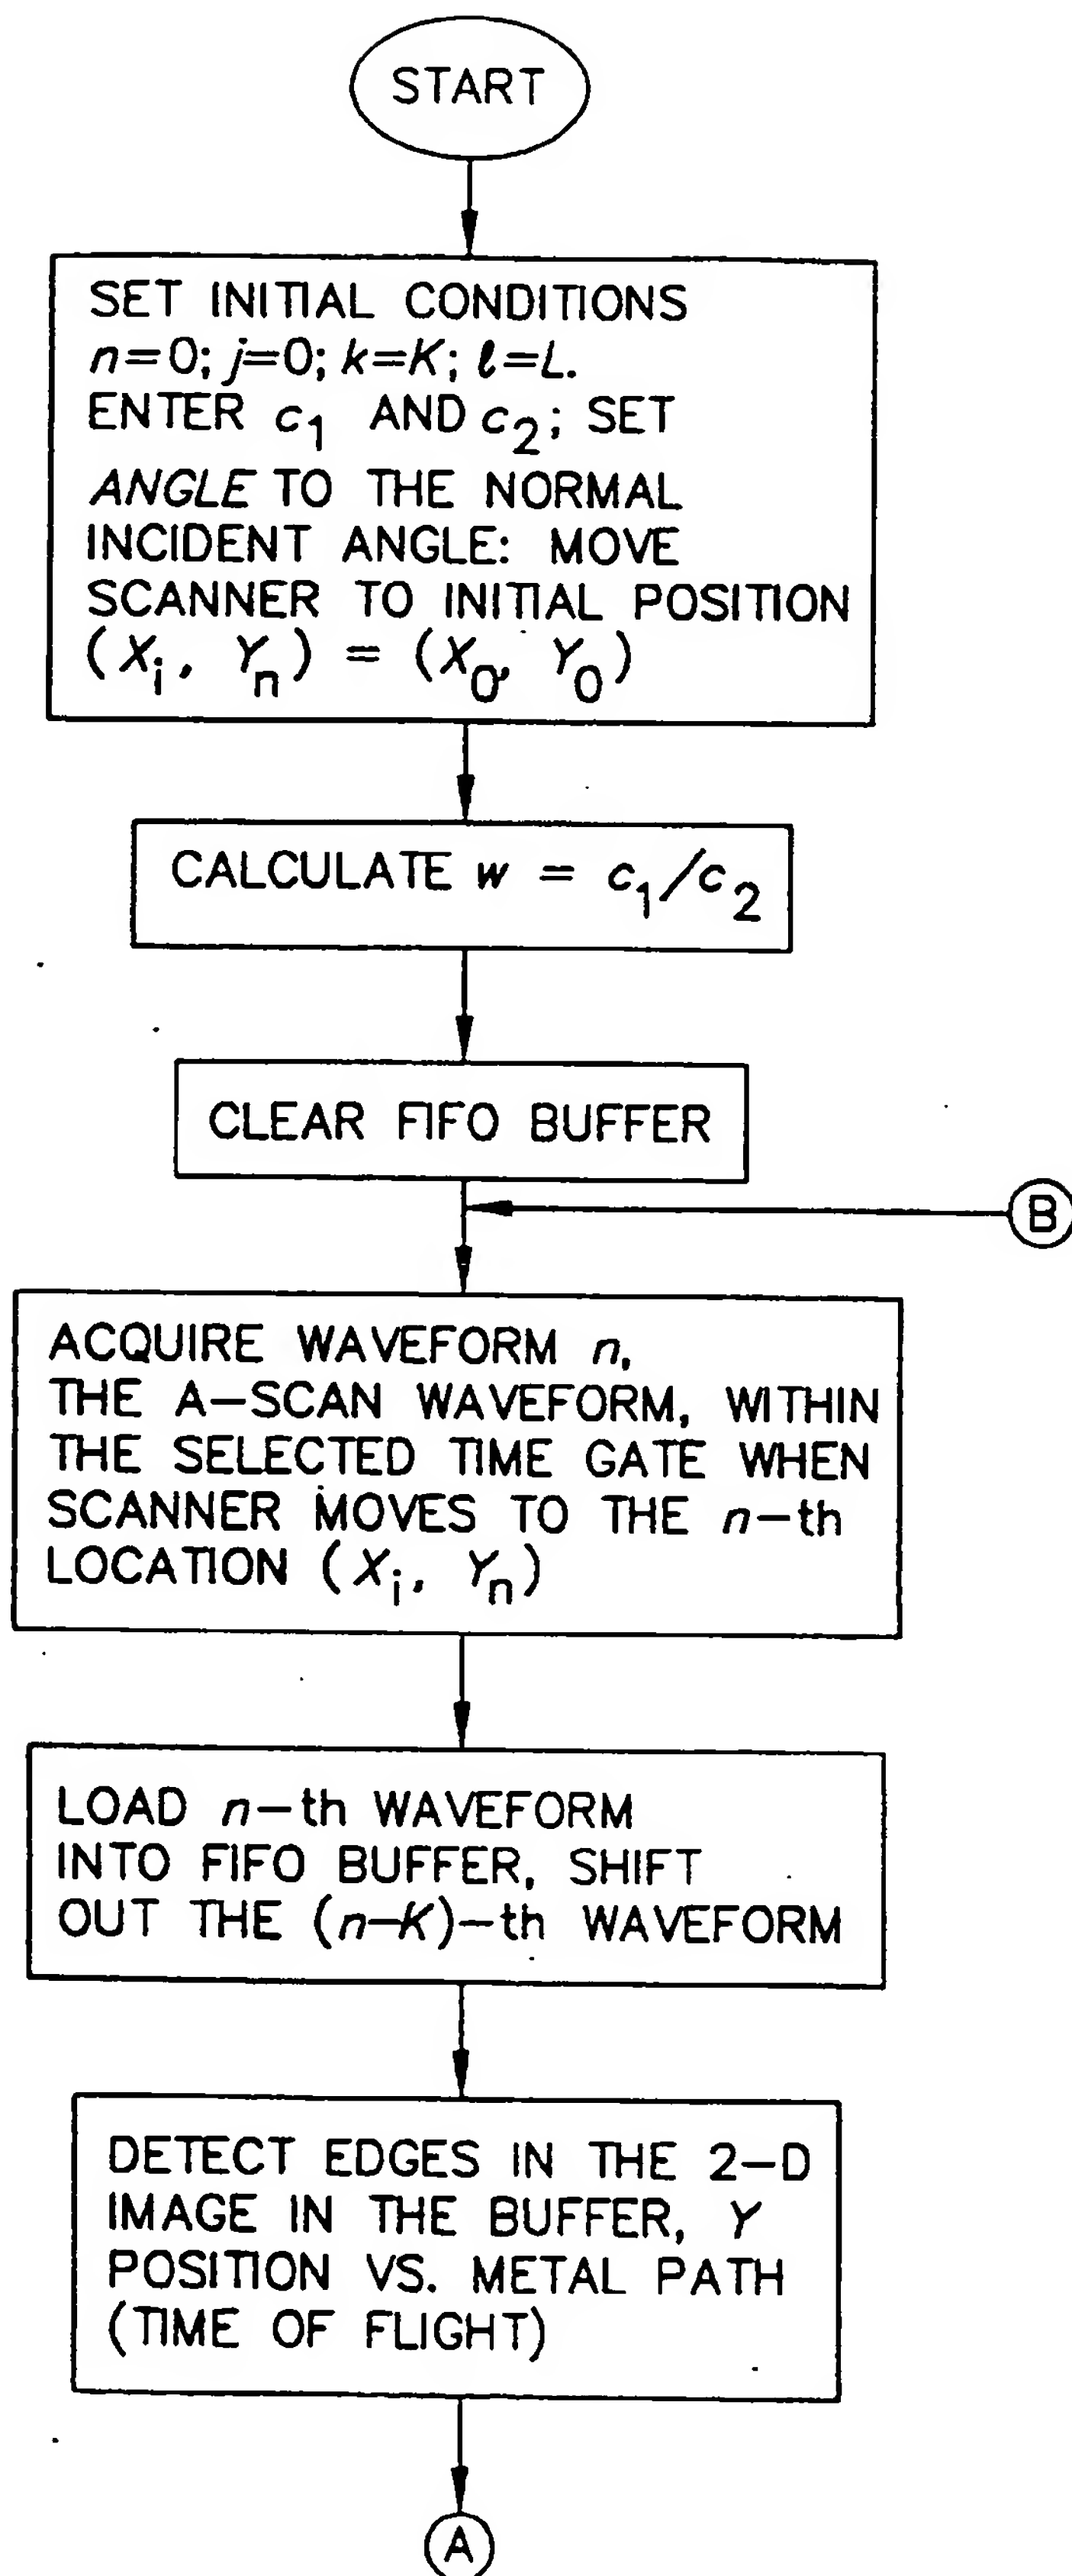 START
SET INITIAL CONDITIONS
n=0; j=0; k=K; ℓ=L.
ENTER c₁ AND c₂; SET
ANGLE TO THE NORMAL
INCIDENT ANGLE: MOVE
SCANNER TO INITIAL POSITION
(Xᵢ, Yₙ) = (X₀, Y₀)
CALCULATE w = c₁/c₂
CLEAR FIFO BUFFER
B
ACQUIRE WAVEFORM n,
THE A-SCAN WAVEFORM, WITHIN
THE SELECTED TIME GATE WHEN
SCANNER MOVES TO THE n-th
LOCATION (Xᵢ, Yₙ)
LOAD n-th WAVEFORM
INTO FIFO BUFFER, SHIFT
OUT THE (n-K)-th WAVEFORM
DETECT EDGES IN THE 2-D
IMAGE IN THE BUFFER, Y
POSITION VS. METAL PATH
(TIME OF FLIGHT)
A